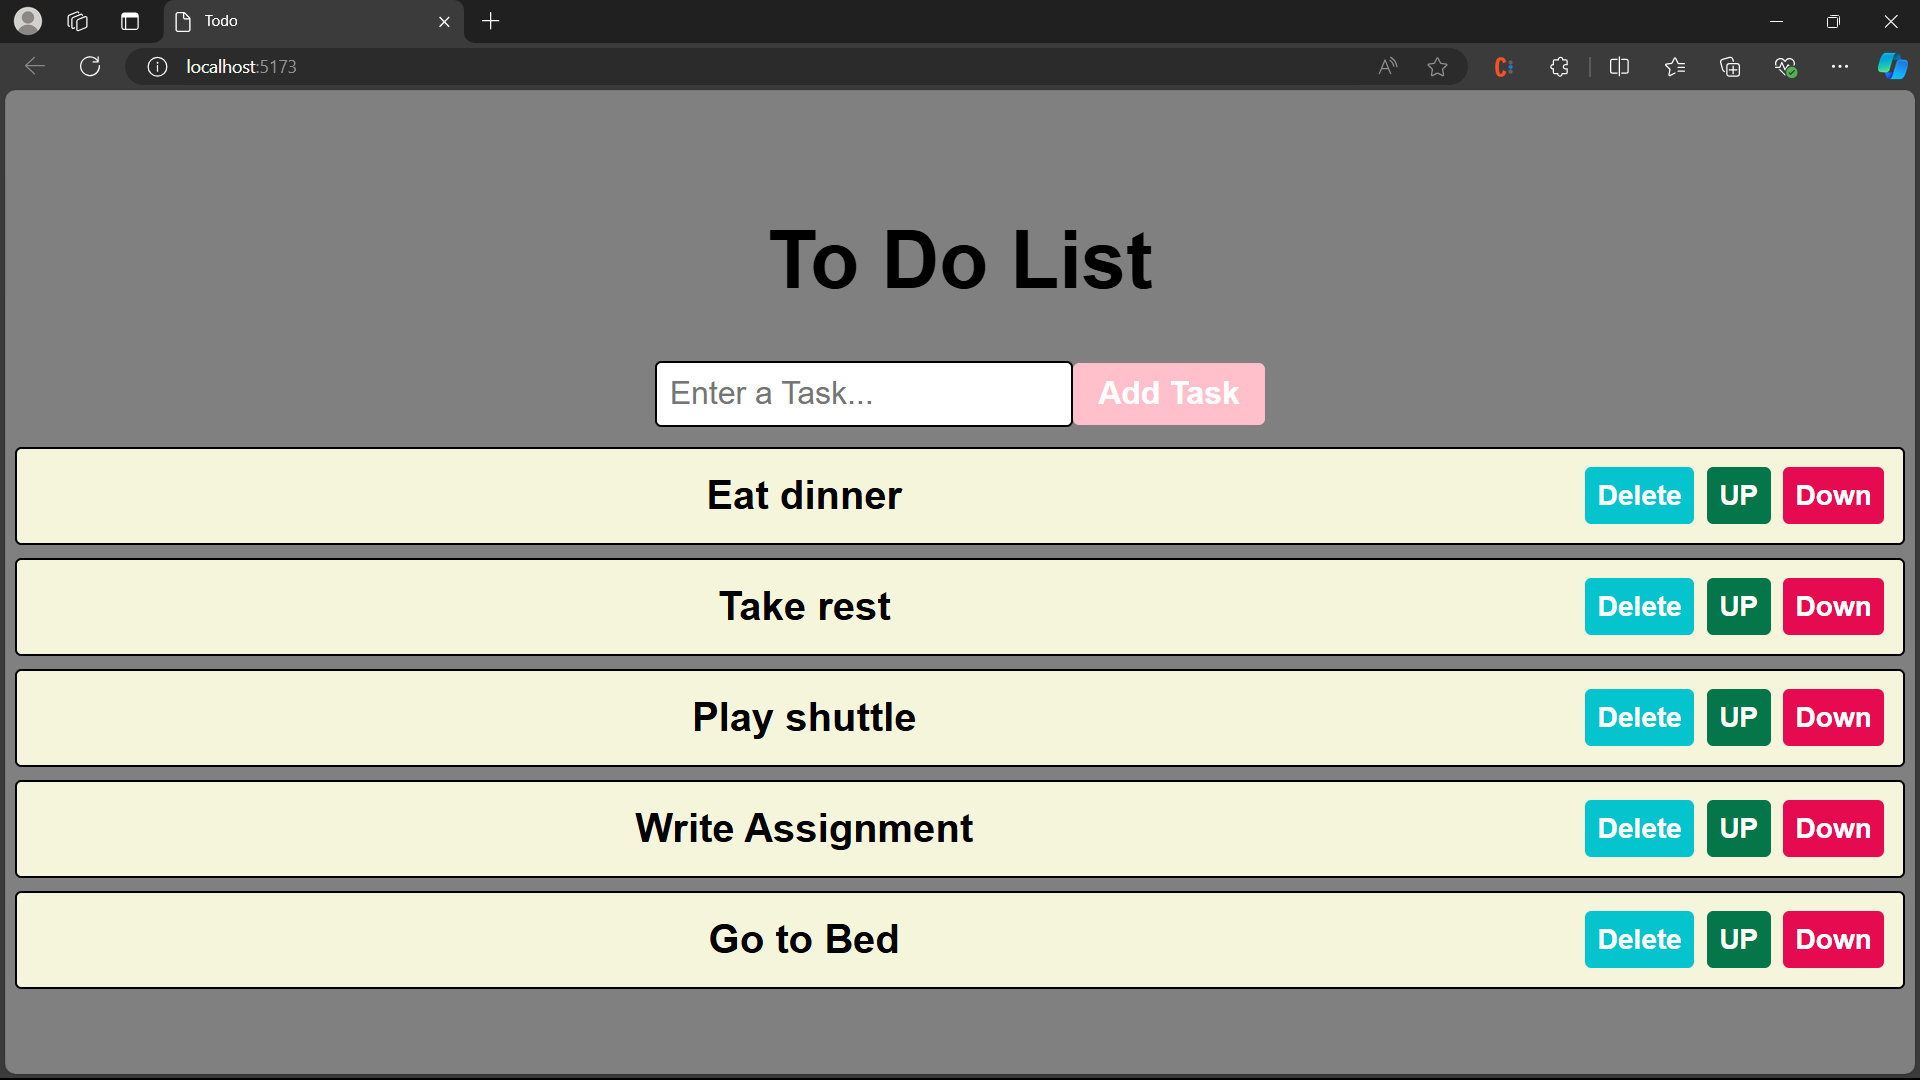 Todo
localhost:5173
To Do List
Enter a Task... Add Task
Eat dinner Delete UP Down
Take rest Delete UP Down
Play shuttle Delete UP Down
Write Assignment Delete UP Down
Go to Bed Delete UP Down